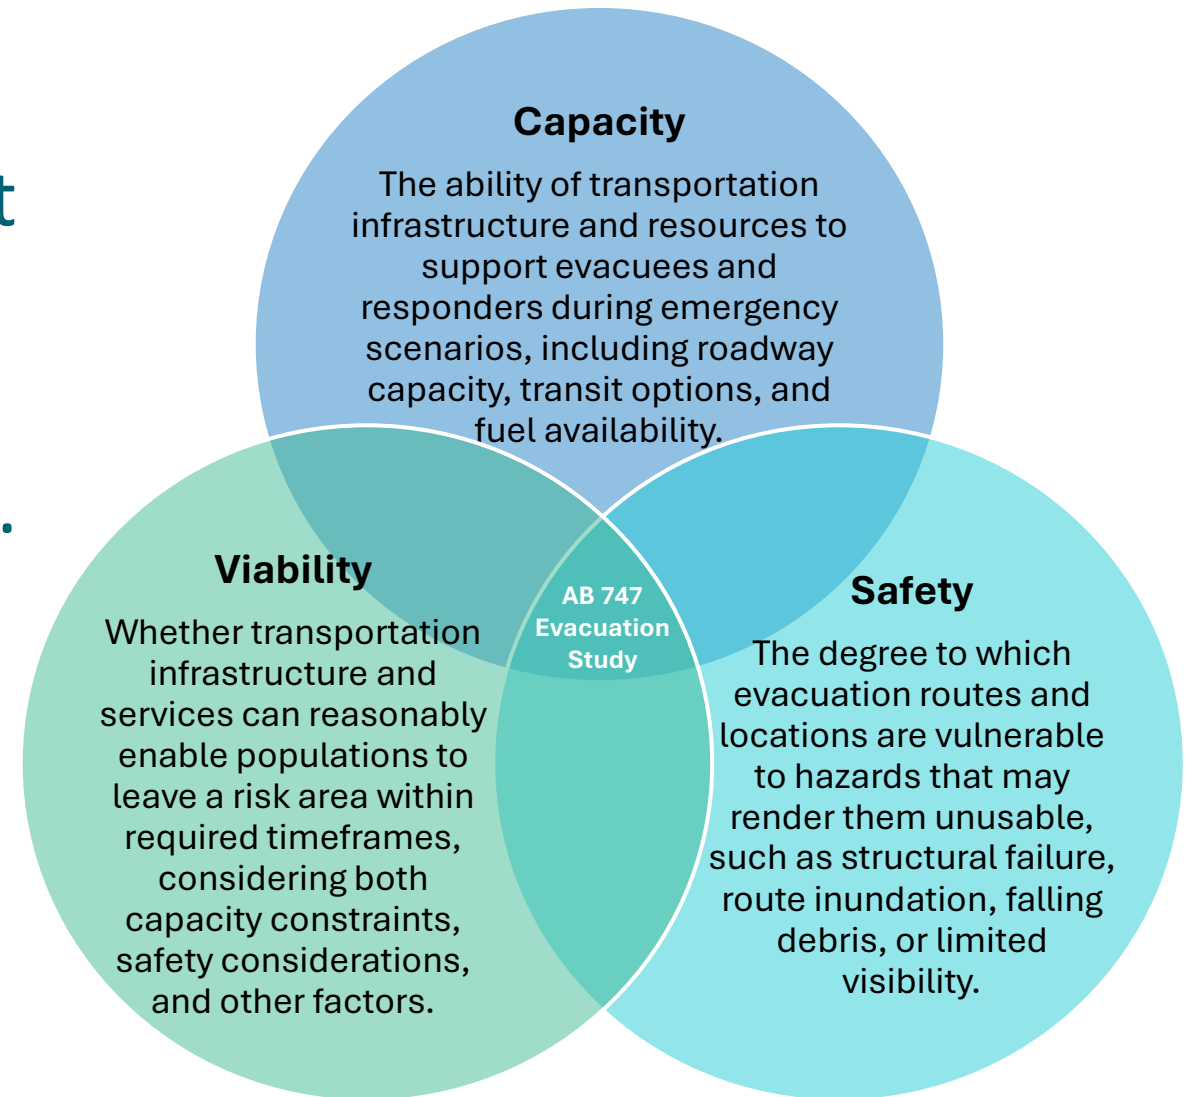 t
.
Capacity
The ability of transportation
infrastructure and resources to
support evacuees and
responders during emergency
scenarios, including roadway
capacity, transit options, and
fuel availability.
Viability
Whether transportation
infrastructure and
services can reasonably
enable populations to
leave a risk area within
required timeframes,
considering both
capacity constraints,
safety considerations,
and other factors.
AB 747
Evacuation
Study
Safety
The degree to which
evacuation routes and
locations are vulnerable
to hazards that may
render them unusable,
such as structural failure,
route inundation, falling
debris, or limited
visibility.